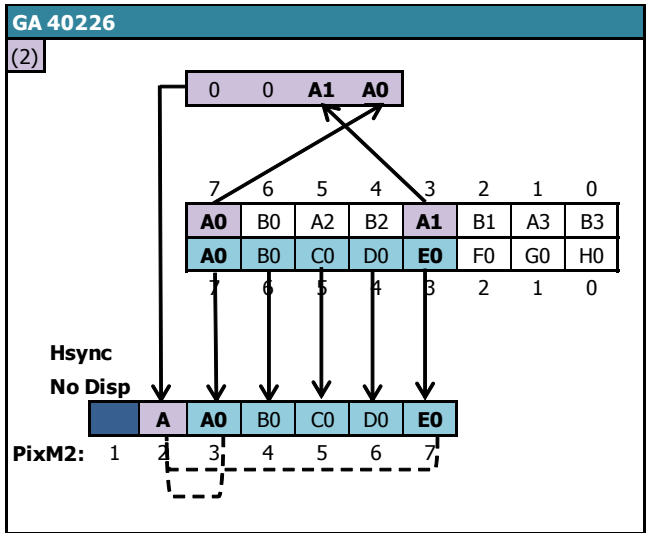 GA 40226
(2)
0 0 A1 A0
7 6 5 4 3 2 1 0
A0 B0 A2 B2 A1 B1 A3 B3
A0 B0 C0 D0 E0 F0 G0 H0
7 6 5 4 3 2 1 0
Hsync
No Disp
A A0 B0 C0 D0 E0
PixM2: 1 2 3 4 5 6 7